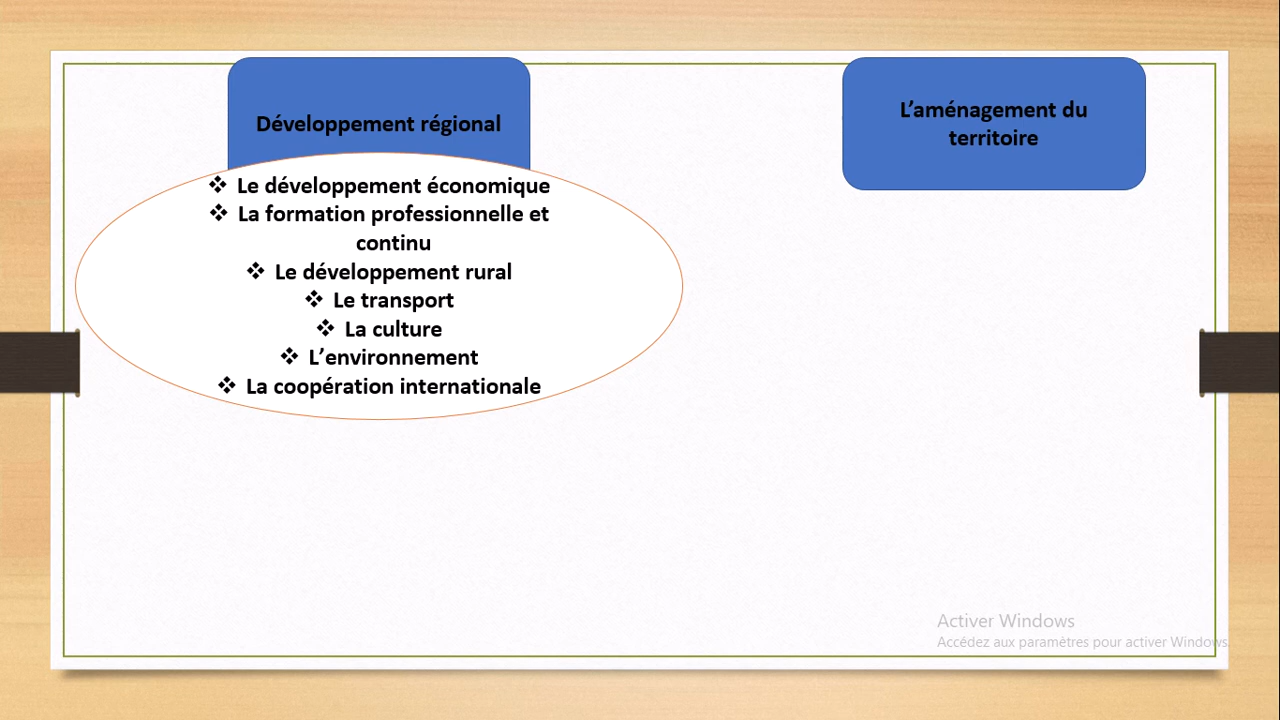 Développement régional
L’aménagement du
territoire
❖ Le développement économique
❖ La formation professionnelle et
continu
❖ Le développement rural
❖ Le transport
❖ La culture
❖ L’environnement
❖ La coopération internationale
Activer Windows
Accédez aux paramètres pour activer Windows.